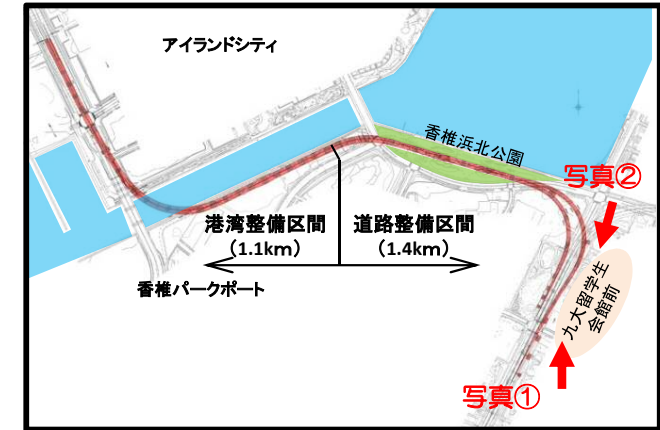 アイランドシティ
香椎浜北公園
写真②
港湾整備区間
（1.1km）
道路整備区間
（1.4km）
香椎パークポート
九大留学生
会館前
写真①